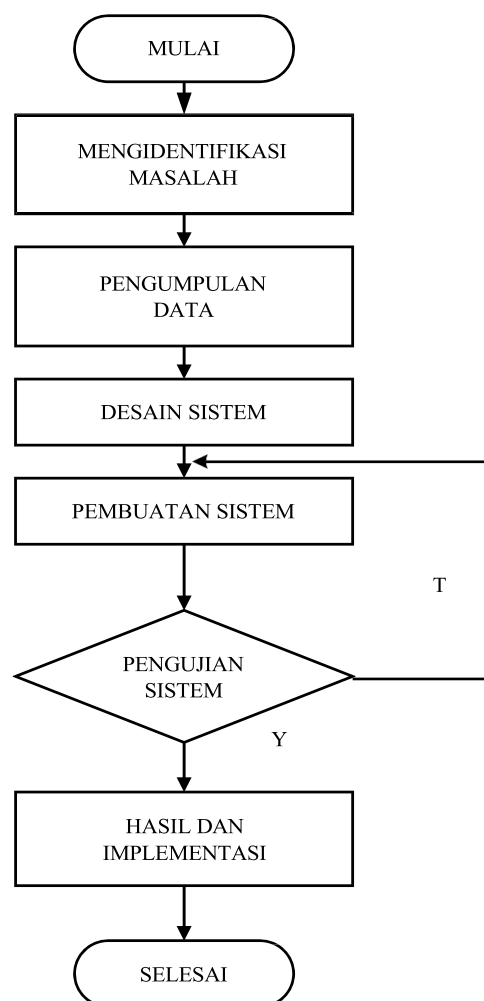 MULAI
MENGIDENTIFIKASI
MASALAH
PENGUMPULAN
DATA
DESAIN SISTEM
PEMBUATAN SISTEM
T
PENGUJIAN
SISTEM
Y
HASIL DAN
IMPLEMENTASI
SELESAI